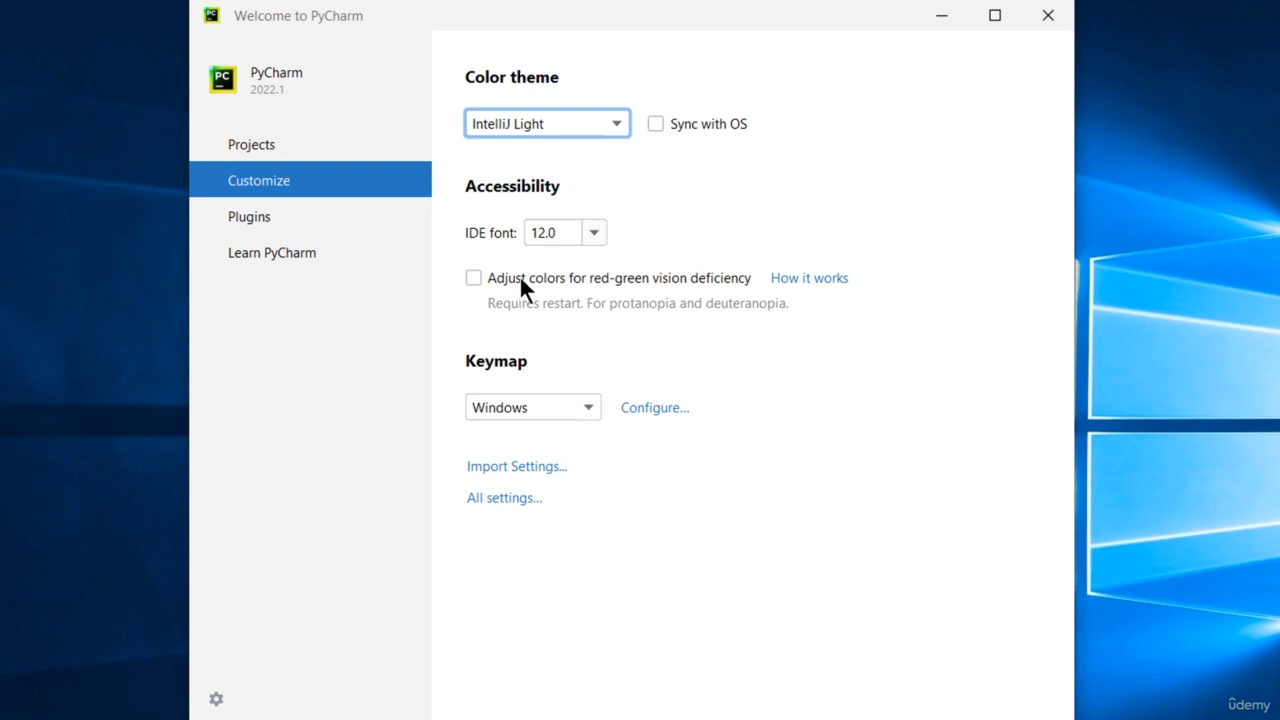 Welcome to PyCharm
PC
PyCharm
2022.1
Projects
Customize
Plugins
Learn PyCharm
Color theme
IntelliJ Light
Sync with OS
Accessibility
IDE font: 12.0
Adjust colors for red-green vision deficiency How it works
Requires restart. For protanopia and deuteranopia.
Keymap
Windows Configure...
Import Settings...
All settings...
ûdemy